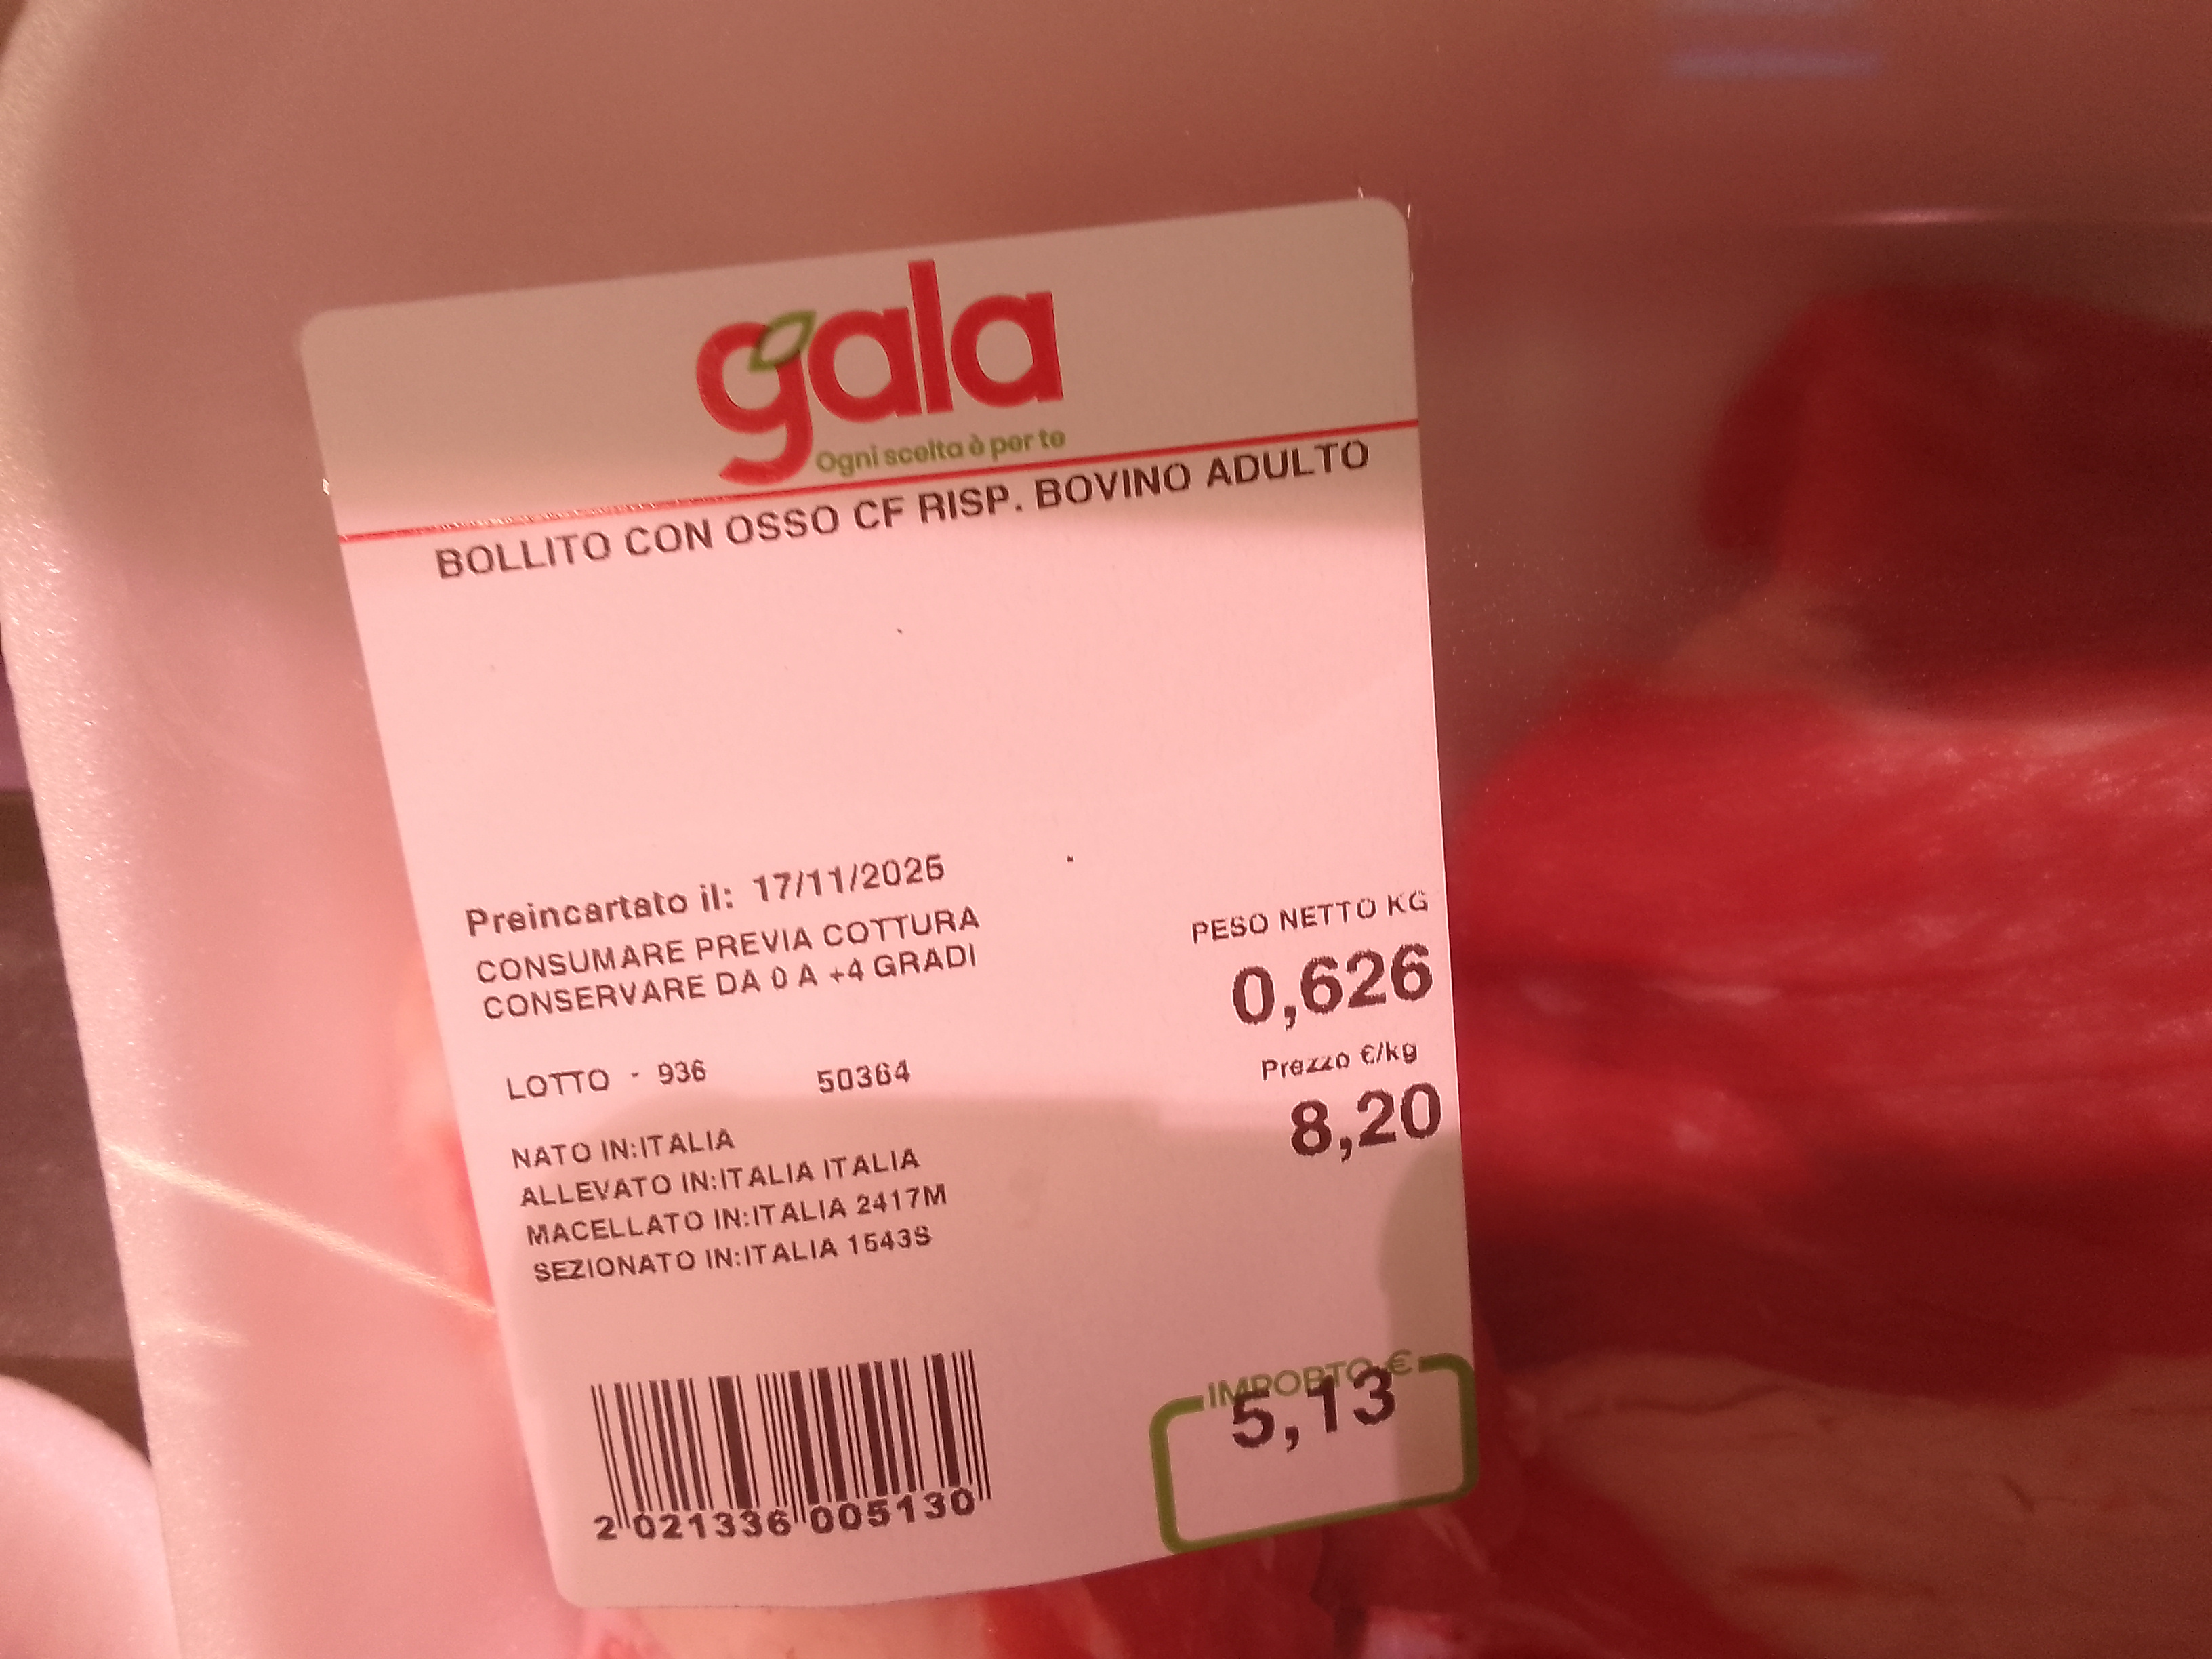 gala
Ogni scelta è per te
BOLLITO CON OSSO CF RISP. BOVINO ADULTO
Preincartato il: 17/11/2025
CONSUMARE PREVIA COTTURA
CONSERVARE DA 0 A +4 GRADI
PESO NETTO KG
0,626
Prezzo €/kg
8,20
LOTTO - 936 50364
NATO IN:ITALIA
ALLEVATO IN:ITALIA ITALIA
MACELLATO IN:ITALIA 2417M
SEZIONATO IN:ITALIA 1543S
IMPORTO €
5,13
2 021336 005130